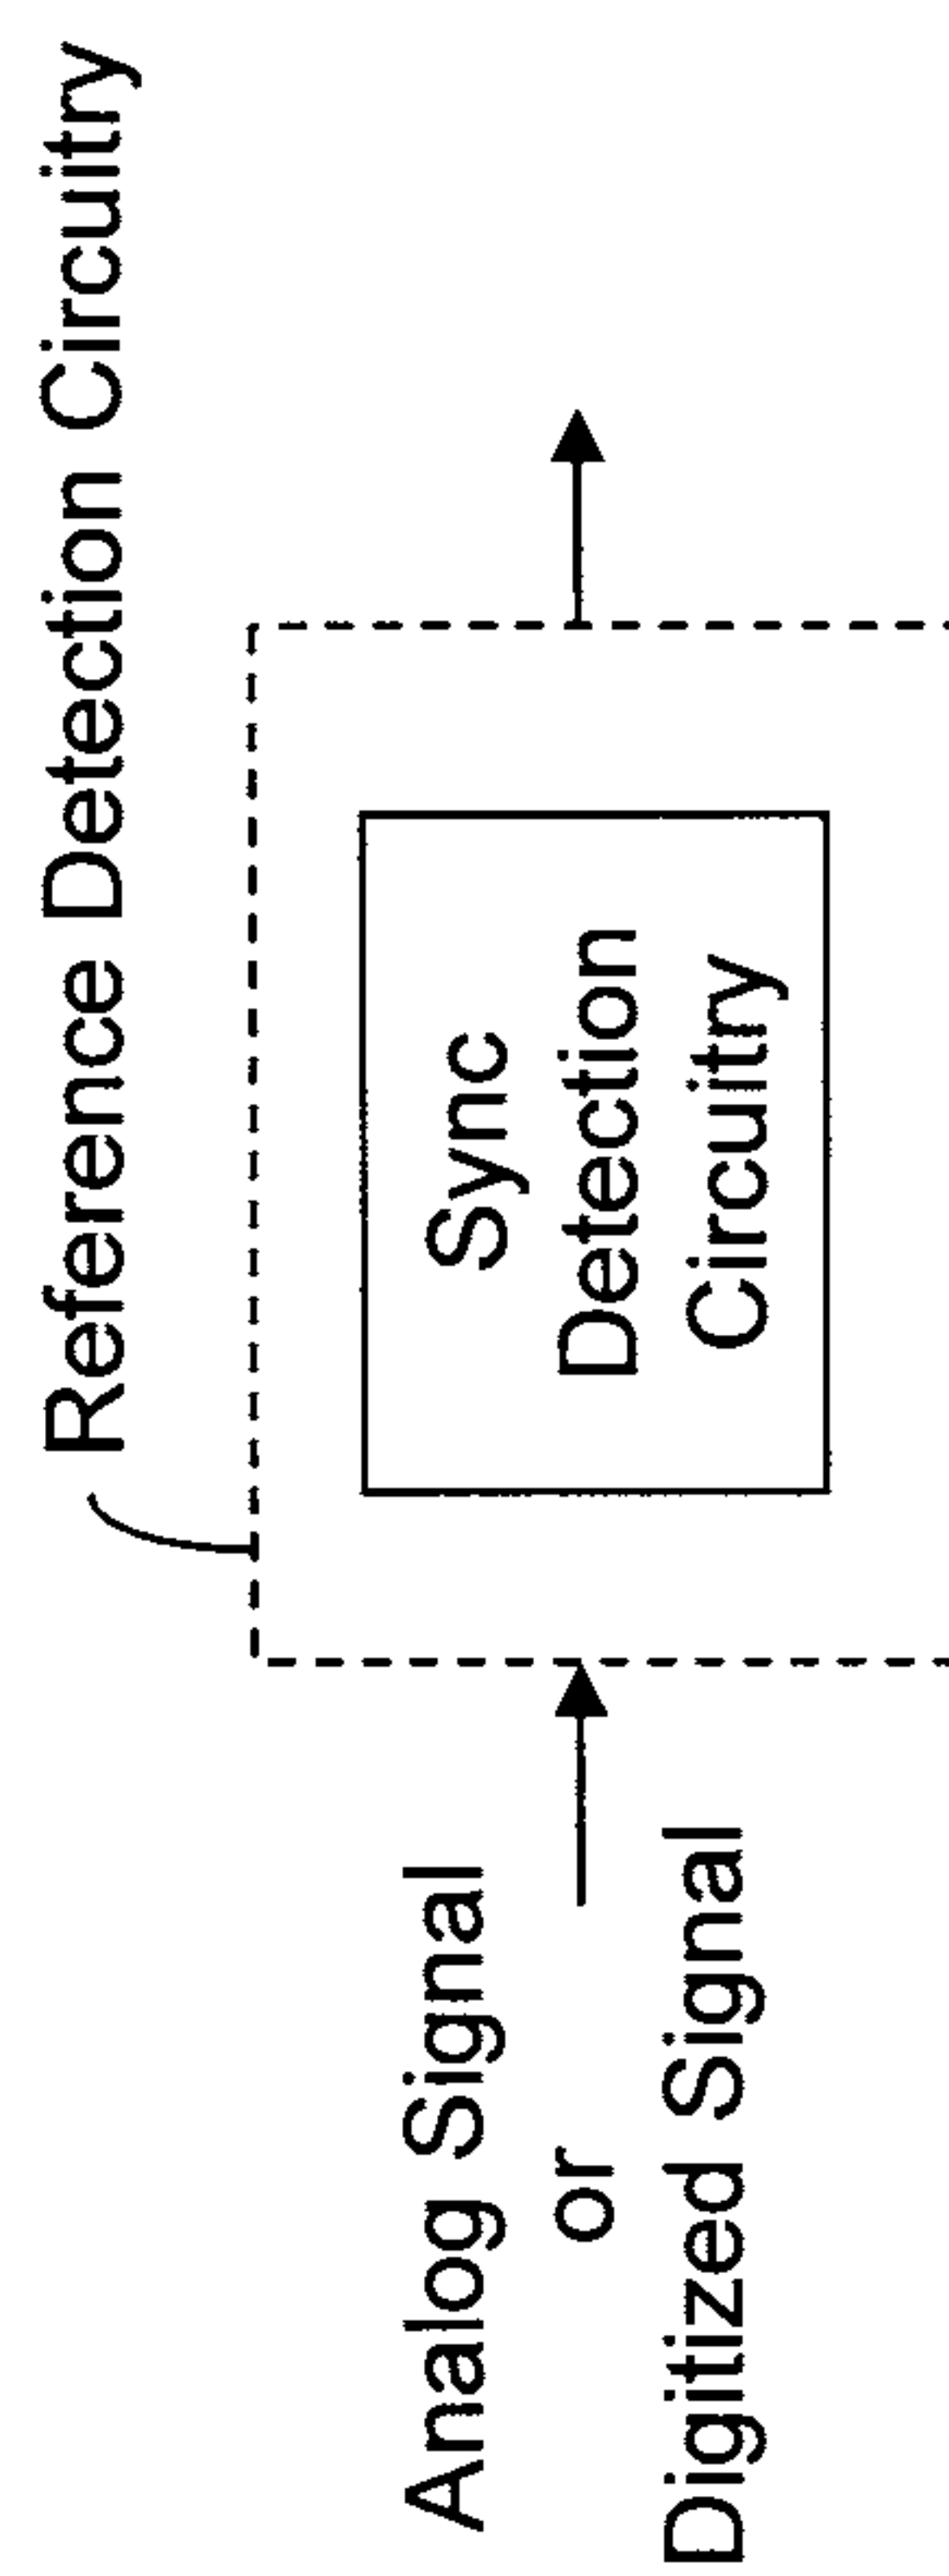 Reference Detection Circuitry
Analog Signal
or
Digitized Signal
Sync
Detection
Circuitry